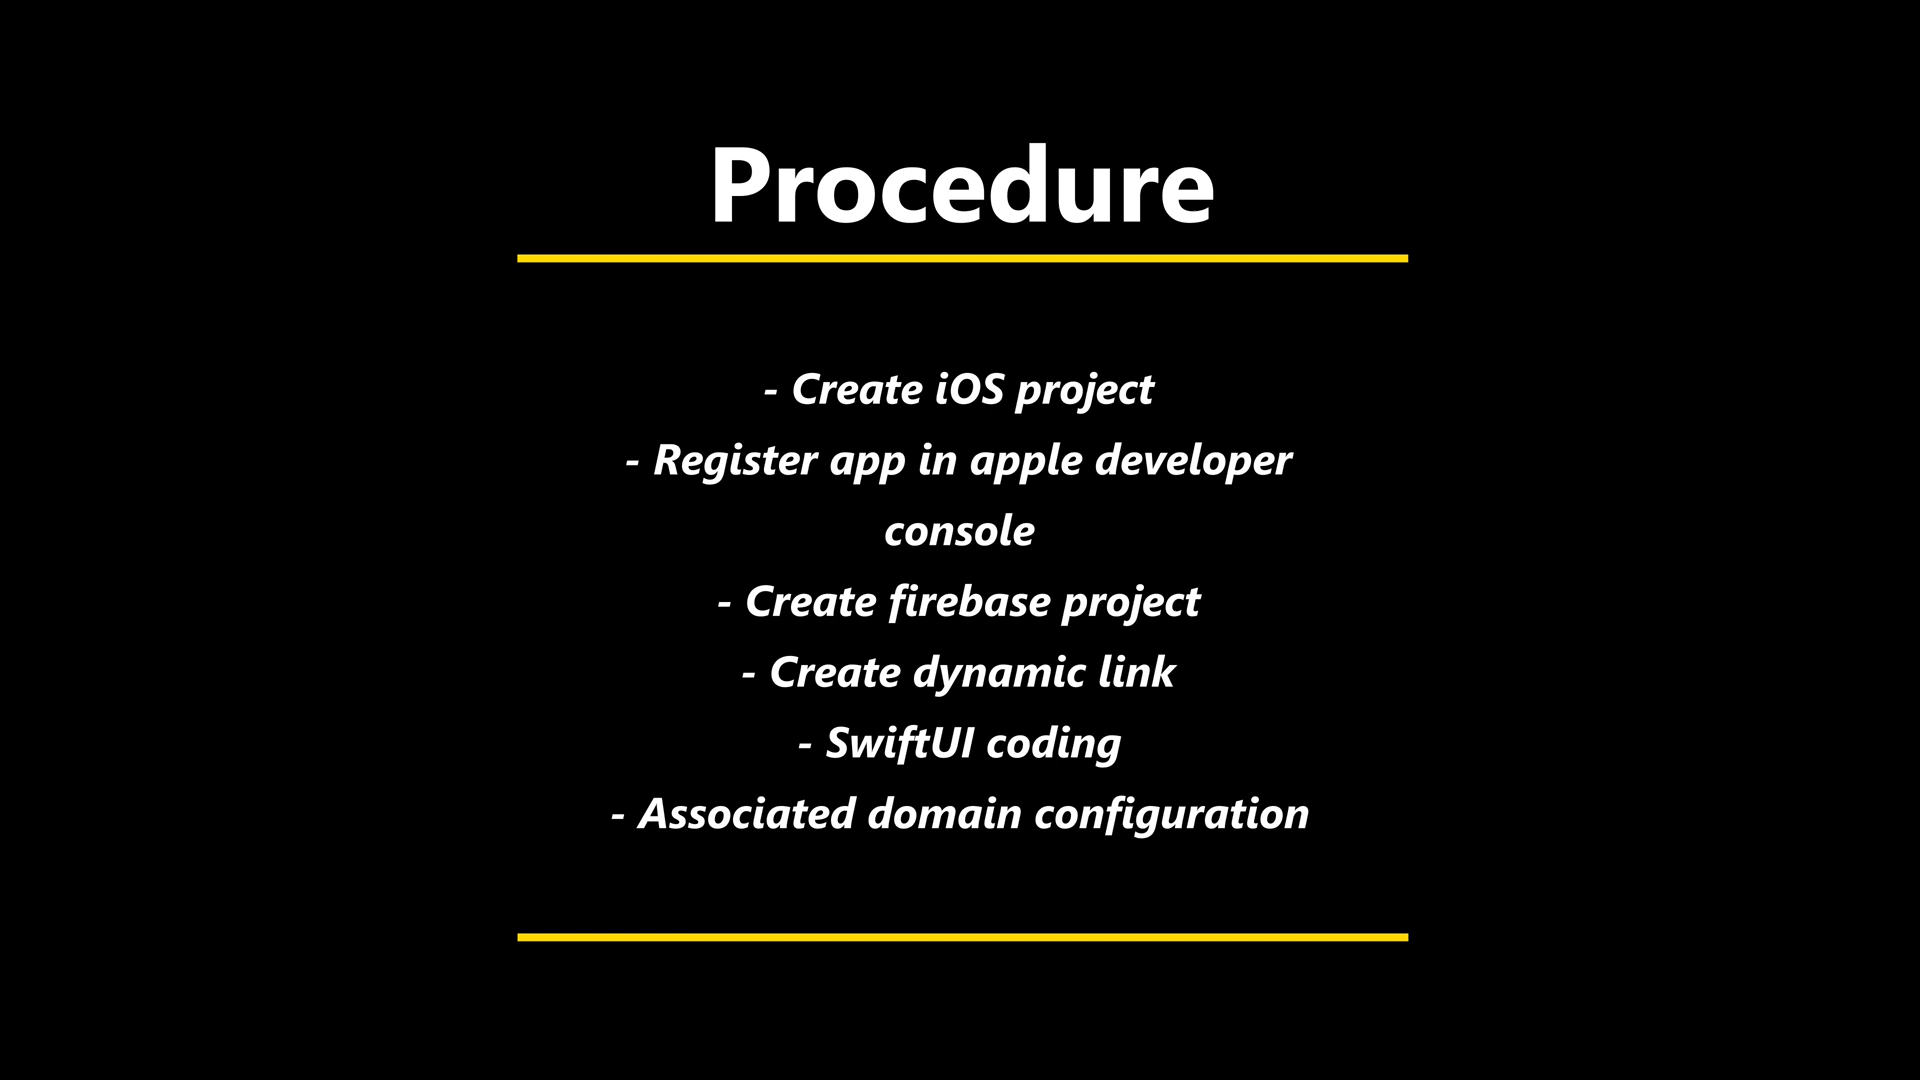 Procedure
- Create iOS project
- Register app in apple developer
console
- Create firebase project
- Create dynamic link
- SwiftUI coding
- Associated domain configuration